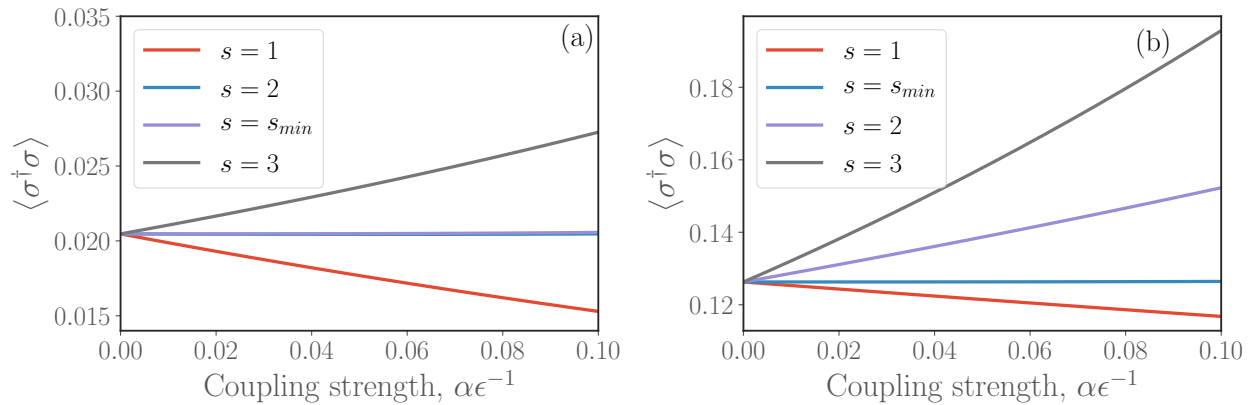 (a)
0.035
0.030
0.025
0.020
0.015
⟨σ†σ⟩
s = 1
s = 2
s = s_min
s = 3
0.00 0.02 0.04 0.06 0.08 0.10
Coupling strength, αϵ⁻¹
(b)
0.18
0.16
0.14
0.12
⟨σ†σ⟩
s = 1
s = s_min
s = 2
s = 3
0.00 0.02 0.04 0.06 0.08 0.10
Coupling strength, αϵ⁻¹